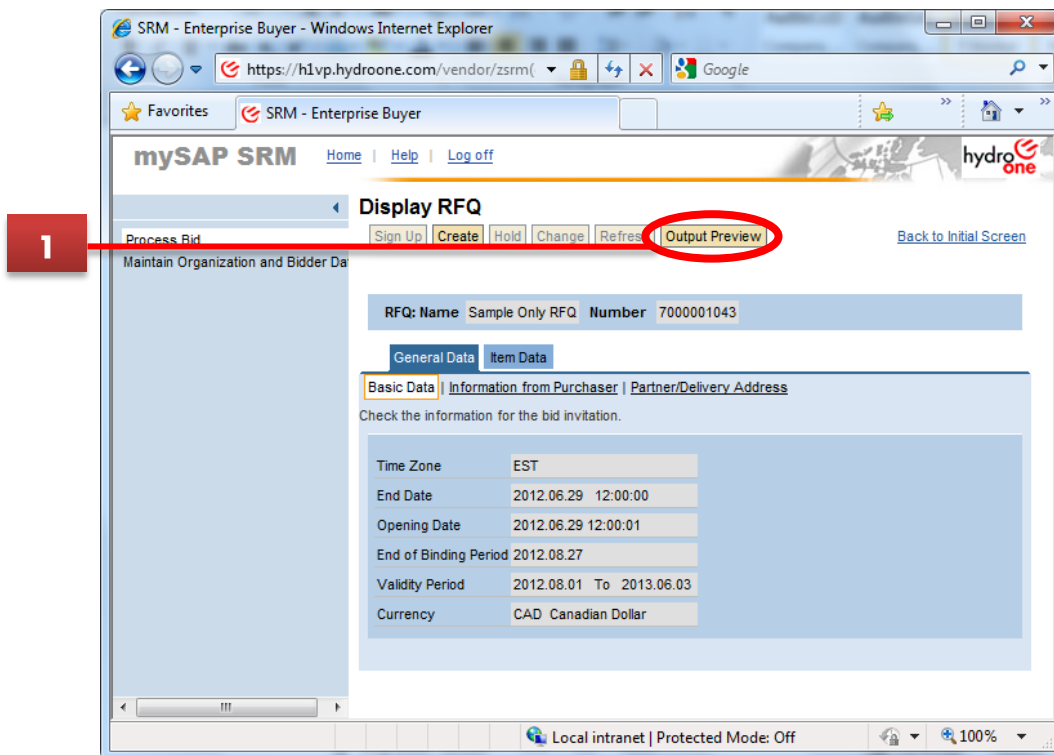 SRM - Enterprise Buyer - Windows Internet Explorer
https://h1vp.hydroone.com/vendor/zsrm(
Google
Favorites
SRM - Enterprise Buyer
mySAP SRM
Home | Help | Log off
hydro one
Display RFQ
1
Process Bid
Sign Up Create Hold Change Refres Output Preview
Back to Initial Screen
Maintain Organization and Bidder Da
RFQ: Name Sample Only RFQ Number 7000001043
General Data Item Data
Basic Data | Information from Purchaser | Partner/Delivery Address
Check the information for the bid invitation.
Time Zone EST
End Date 2012.06.29 12:00:00
Opening Date 2012.06.29 12:00:01
End of Binding Period 2012.08.27
Validity Period 2012.08.01 To 2013.06.03
Currency CAD Canadian Dollar
Local intranet | Protected Mode: Off
100%